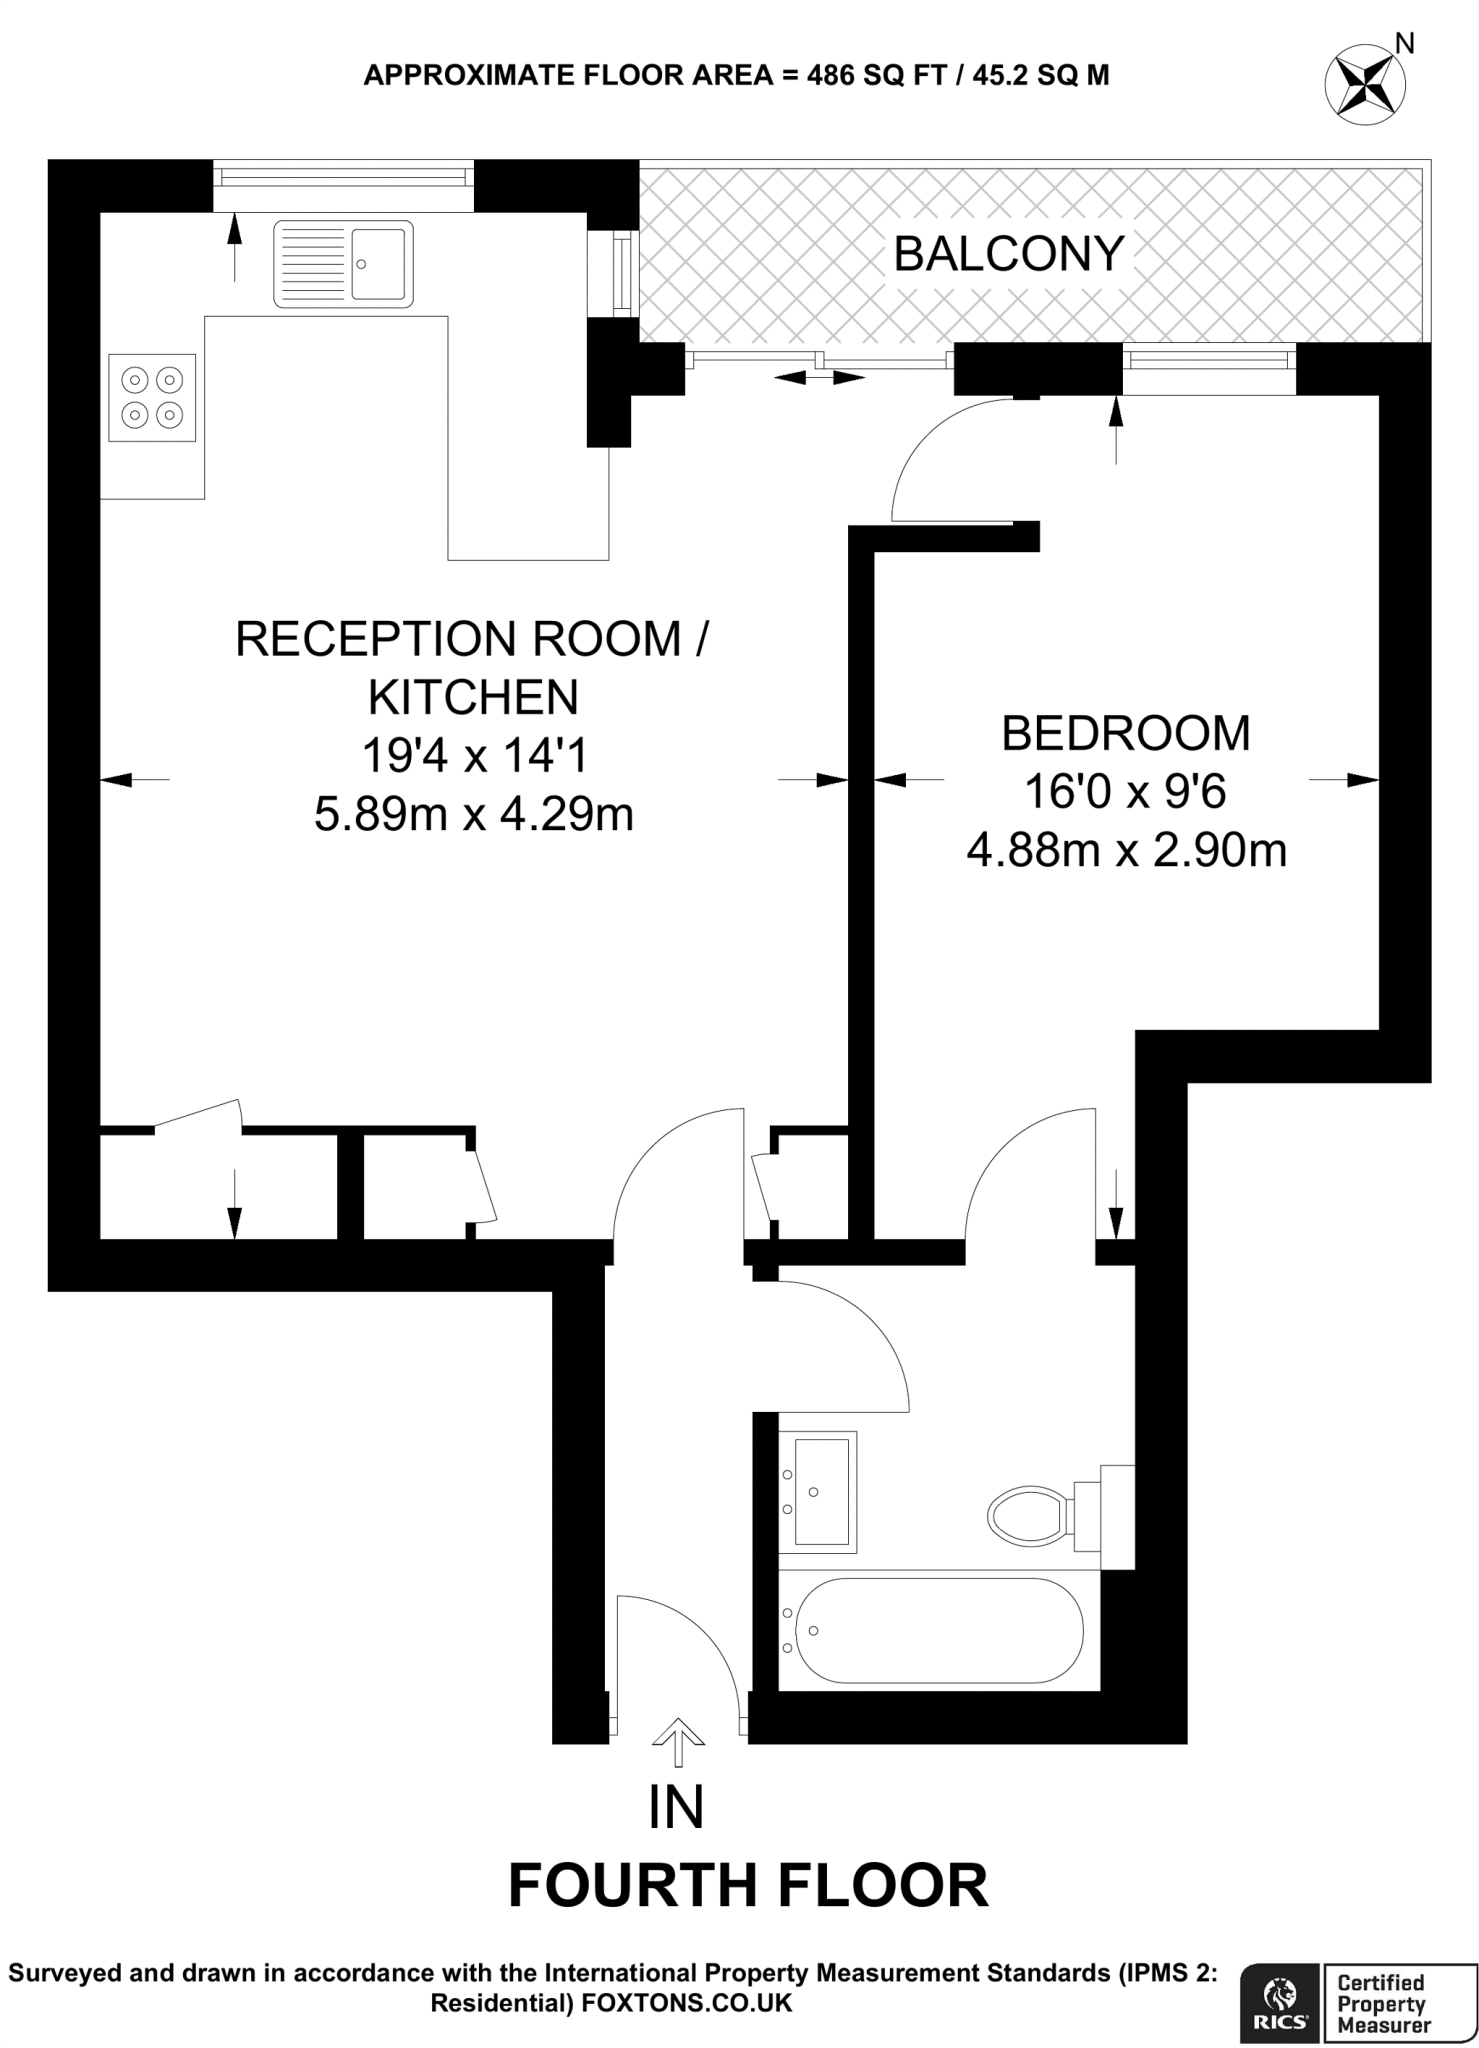 N
APPROXIMATE FLOOR AREA = 486 SQ FT / 45.2 SQ M
BALCONY
RECEPTION ROOM /
KITCHEN
19'4 x 14'1
5.89m x 4.29m
BEDROOM
16'0 x 9'6
4.88m x 2.90m
IN
FOURTH FLOOR
Surveyed and drawn in accordance with the International Property Measurement Standards (IPMS 2:
Residential) FOXTONS.CO.UK
RICS
Certified
Property
Measurer